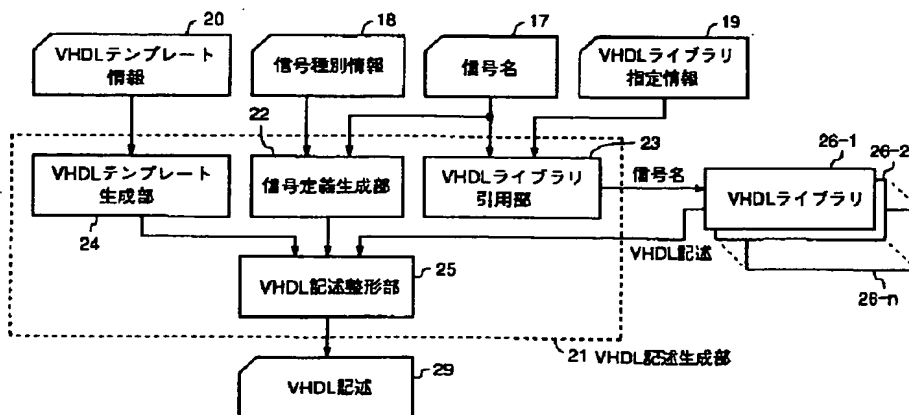 20
18
17
19
VHDLテンプレート
情報
信号種別情報
信号名
VHDLライブラリ
指定情報
22
23
26-1
26-2
VHDLテンプレート
生成部
信号定義生成部
VHDLライブラリ
引用部
信号名
VHDLライブラリ
24
VHDL記述
25
VHDL記述整形部
26-n
21 VHDL記述生成部
29
VHDL記述